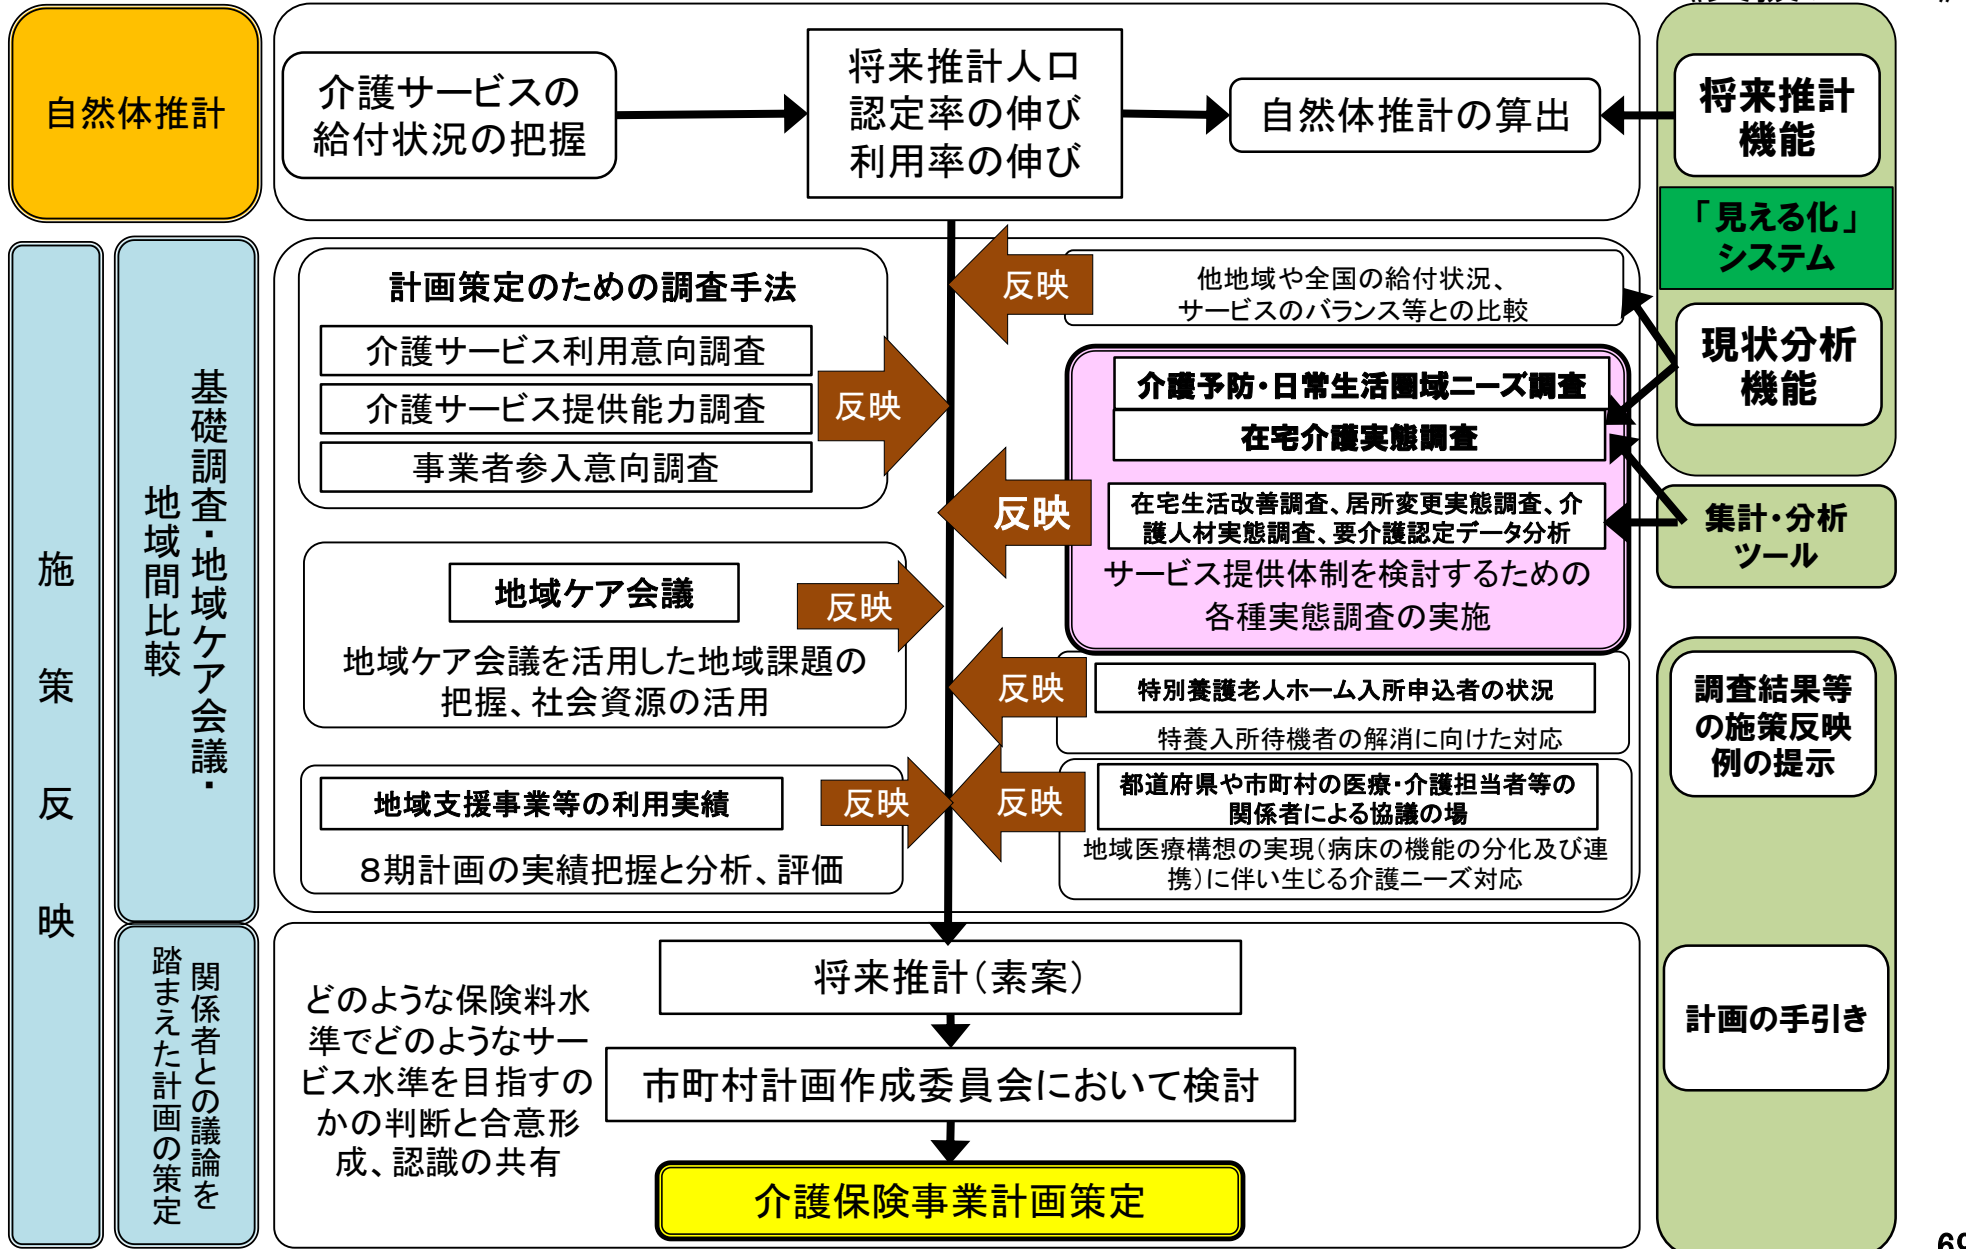 自然体推計
介護サービスの
給付状況の把握
将来推計人口
認定率の伸び
利用率の伸び
自然体推計の算出
将来推計
機能
「見える化」
システム
現状分析
機能
施策反映
基礎調査・地域ケア会議・
地域間比較
計画策定のための調査手法
介護サービス利用意向調査
介護サービス提供能力調査
事業者参入意向調査
反映
反映
他地域や全国の給付状況、
サービスのバランス等との比較
介護予防・日常生活圏域ニーズ調査
在宅介護実態調査
在宅生活改善調査、居所変更実態調査、介
護人材実態調査、要介護認定データ分析
サービス提供体制を検討するための
各種実態調査の実施
反映
集計・分析
ツール
地域ケア会議
地域ケア会議を活用した地域課題の
把握、社会資源の活用
反映
反映
特別養護老人ホーム入所申込者の状況
特養入所待機者の解消に向けた対応
調査結果等
の施策反映
例の提示
地域支援事業等の利用実績
8期計画の実績把握と分析、評価
反映
反映
都道府県や市町村の医療・介護担当者等の
関係者による協議の場
地域医療構想の実現(病床の機能の分化及び連
携)に伴い生じる介護ニーズ対応
関係者との議論を
踏まえた計画の策定
どのような保険料水
準でどのようなサー
ビス水準を目指すの
かの判断と合意形
成、認識の共有
将来推計(素案)
市町村計画作成委員会において検討
介護保険事業計画策定
計画の手引き